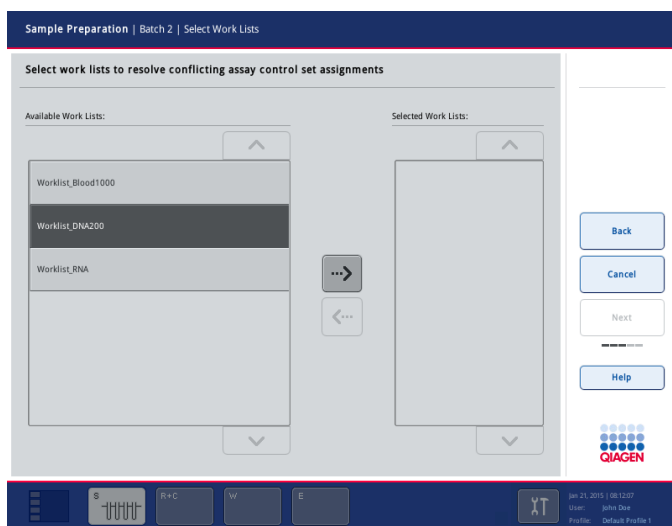 Sample Preparation | Batch 2 | Select Work Lists
Select work lists to resolve conflicting assay control set assignments
Available Work Lists:
Selected Work Lists:
Worklist_Blood1000
Worklist_DNA200
Worklist_RNA
Back
Cancel
Next
Help
QIAGEN
S
R+C
W
E
Jan 21, 2015 | 08:12:07
User: John Doe
Profile: Default Profile 1